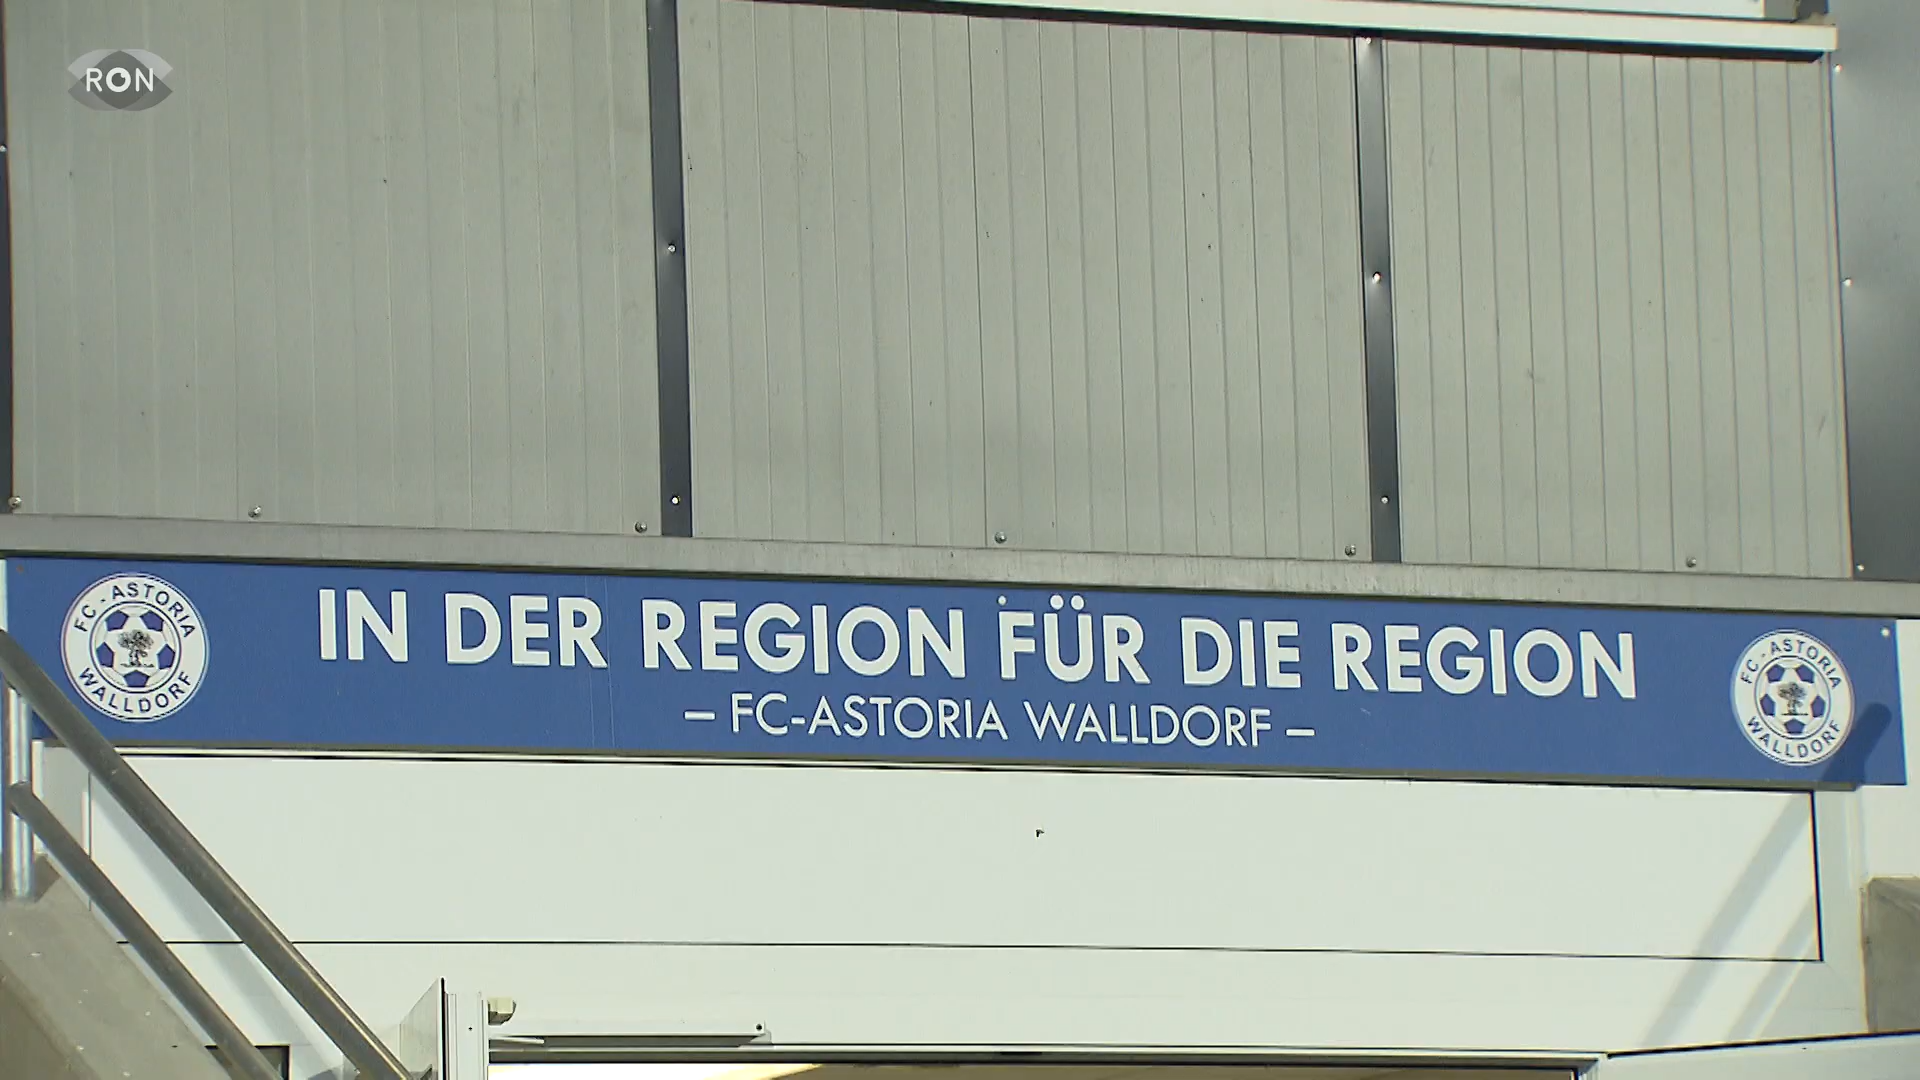 RON
IN DER REGION FÜR DIE REGION
– FC-ASTORIA WALLDORF –
FC - ASTORIA
WALLDORF
FC - ASTORIA
WALLDORF